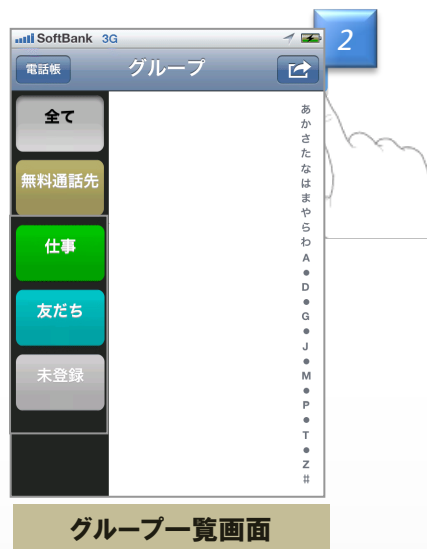 SoftBank 3G
2
電話帳
グループ
全て
無料通話先
仕事
友だち
未登録
あ
か
さ
た
な
は
ま
や
ら
わ
A
●
D
●
G
●
J
●
M
●
P
●
T
●
Z
#
グループ一覧画面